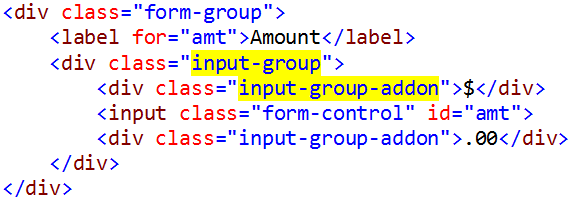 <div class="form-group">
    <label for="amt">Amount</label>
    <div class="input-group">
        <div class="input-group-addon">$</div>
        <input class="form-control" id="amt">
        <div class="input-group-addon">.00</div>
    </div>
</div>